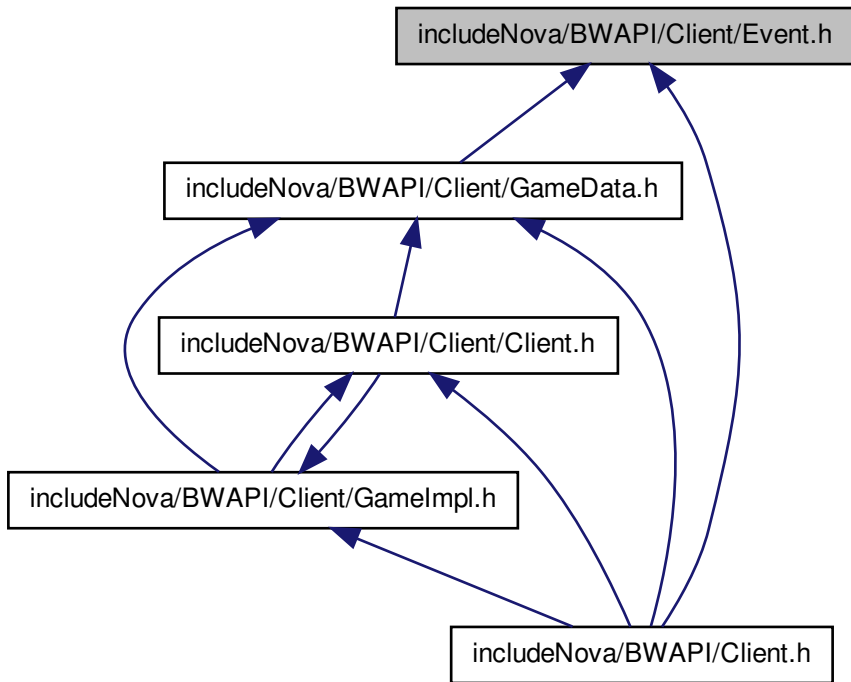 includeNova/BWAPI/Client/Event.h
includeNova/BWAPI/Client/GameData.h
includeNova/BWAPI/Client/Client.h
includeNova/BWAPI/Client/GameImpl.h
includeNova/BWAPI/Client.h